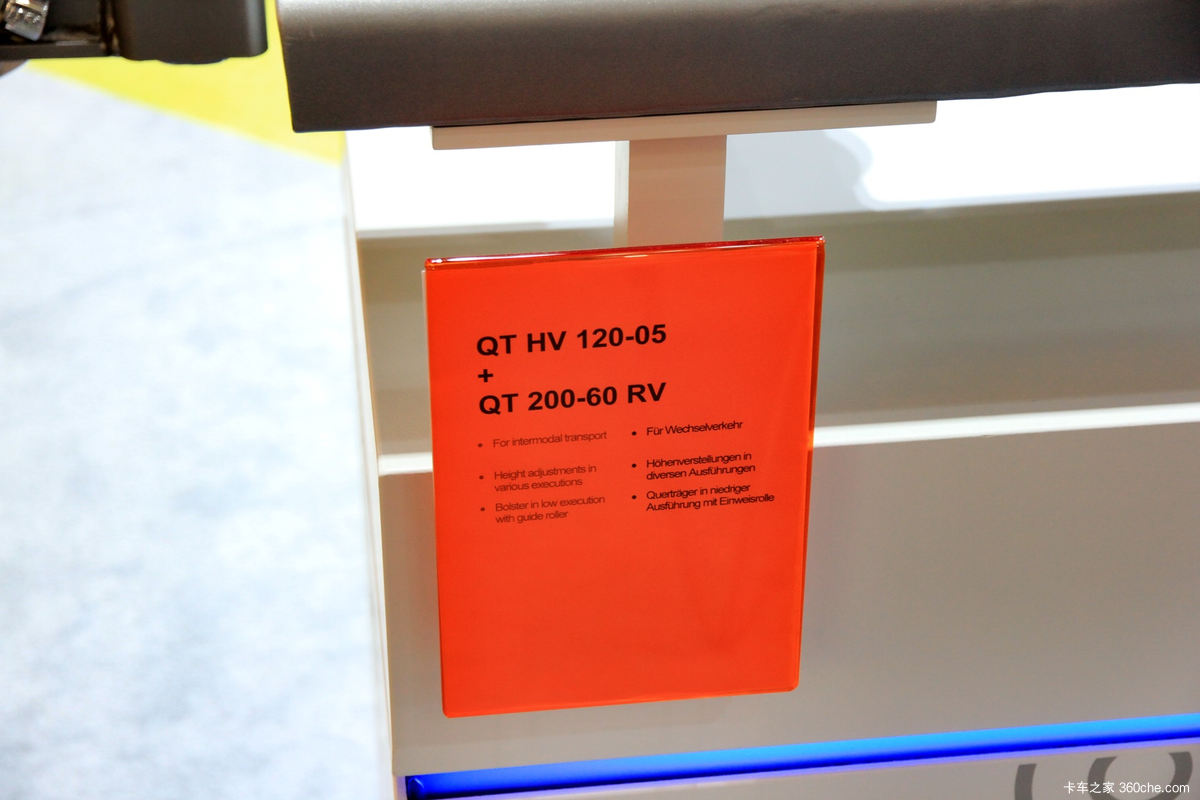 QT HV 120-05
+
QT 200-60 RV
• For intermodal transport
• Height adjustments in
various executions
• Bolster in low execution
with guide roller
• Für Wechselverkehr
• Höhenverstellungen in
diversen Ausführungen
• Querträger in niedriger
Ausführung mit Einweisrolle
卡车之家 360che.com